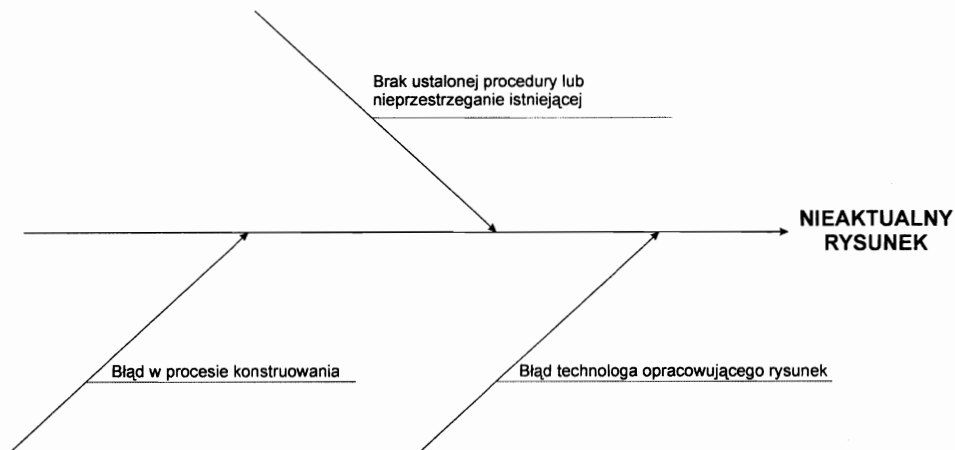 Brak ustalonej procedury lub
nieprzestrzeganie istniejącej
NIEAKTUALNY
RYSUNEK
Błąd w procesie konstruowania
Błąd technologa opracowującego rysunek